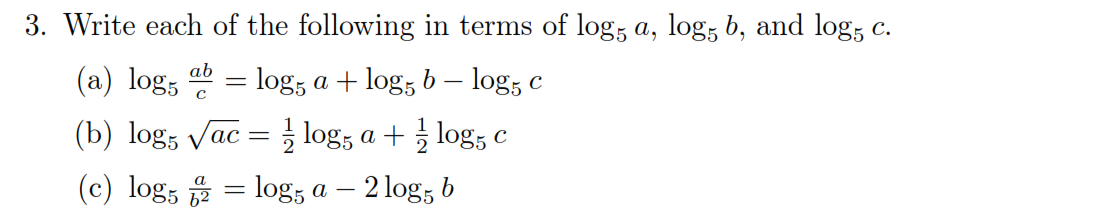 3. Write each of the following in terms of log₅ a, log₅ b, and log₅ c.
(a) log₅ ab/c = log₅ a + log₅ b − log₅ c
(b) log₅ √(ac) = 1/2 log₅ a + 1/2 log₅ c
(c) log₅ a/b² = log₅ a − 2 log₅ b